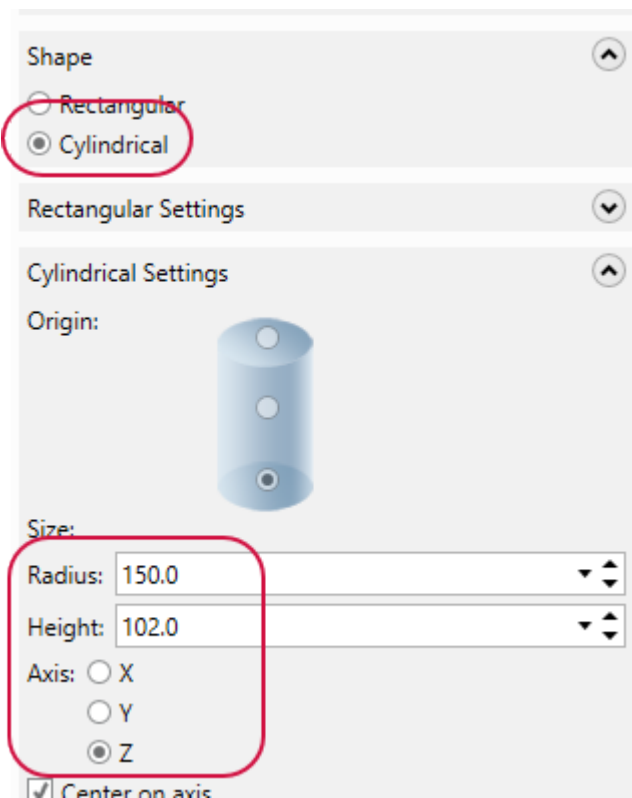 Shape
Rectangular
Cylindrical
Rectangular Settings
Cylindrical Settings
Origin:
Size:
Radius: 150.0
Height: 102.0
Axis: X
Y
Z
Center on axis